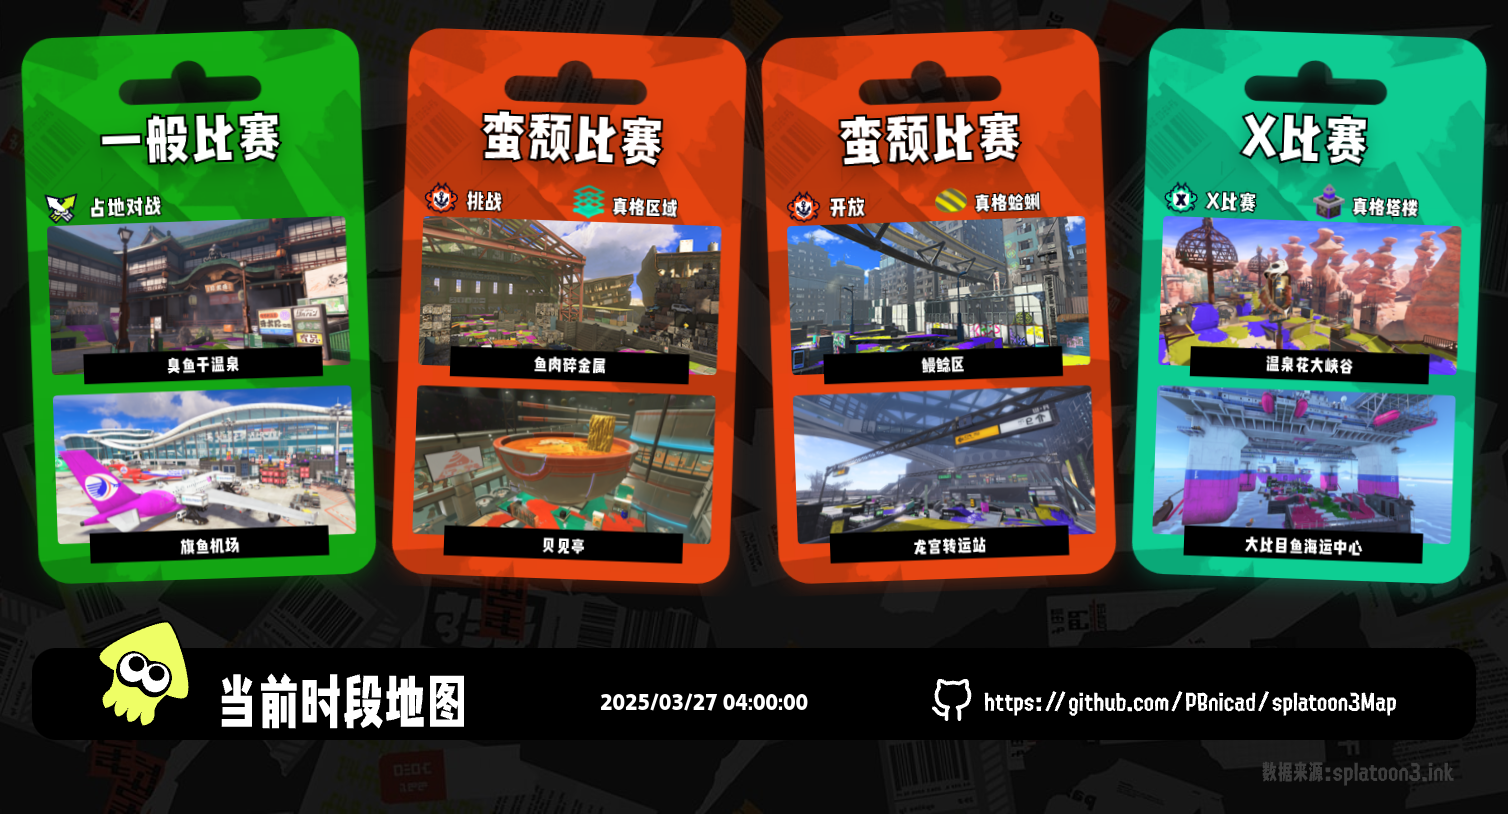 一般比赛
占地对战
臭鱼干温泉
旗鱼机场
蛮颓比赛
挑战
真格区域
鱼肉碎金属
贝见亭
蛮颓比赛
开放
真格蛤蜊
鳗鲶区
龙宫转运站
X比赛
X比赛
真格塔楼
温泉花大峡谷
大比目鱼海运中心
当前时段地图
2025/03/27 04:00:00
https://github.com/PBnicad/splatoon3Map
数据来源:splatoon3.ink